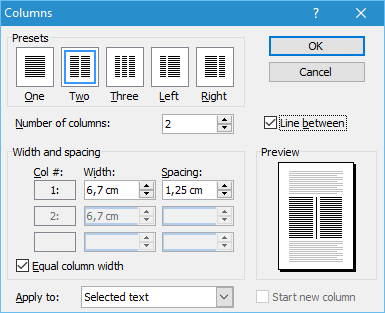 Columns
Presets
OK
One Two Three Left Right
Cancel
Number of columns: 2
Line between
Width and spacing
Preview
Col #: Width: Spacing:
1: 6,7 cm 1,25 cm
2: 6,7 cm
Equal column width
Apply to: Selected text
Start new column